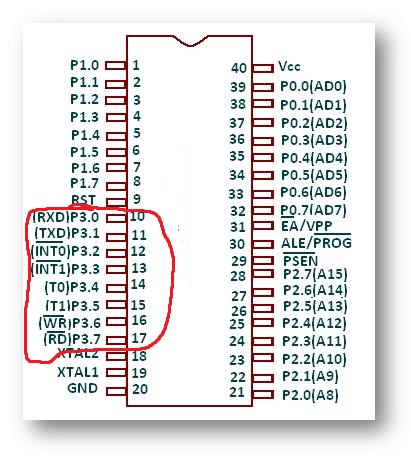 P1.0 1
P1.1 2
P1.2 3
P1.3 4
P1.4 5
P1.5 6
P1.6 7
P1.7 8
RST 9
(RXD)P3.0 10
(TXD)P3.1 11
(INT0)P3.2 12
(INT1)P3.3 13
(T0)P3.4 14
(T1)P3.5 15
(WR)P3.6 16
(RD)P3.7 17
XTAL2 18
XTAL1 19
GND 20
40 Vcc
39 P0.0(AD0)
38 P0.1(AD1)
37 P0.2(AD2)
36 P0.3(AD3)
35 P0.4(AD4)
34 P0.5(AD5)
33 P0.6(AD6)
32 P0.7(AD7)
31 EA/VPP
30 ALE/PROG
29 PSEN
28 P2.7(A15)
27 P2.6(A14)
26 P2.5(A13)
25 P2.4(A12)
24 P2.3(A11)
23 P2.2(A10)
22 P2.1(A9)
21 P2.0(A8)